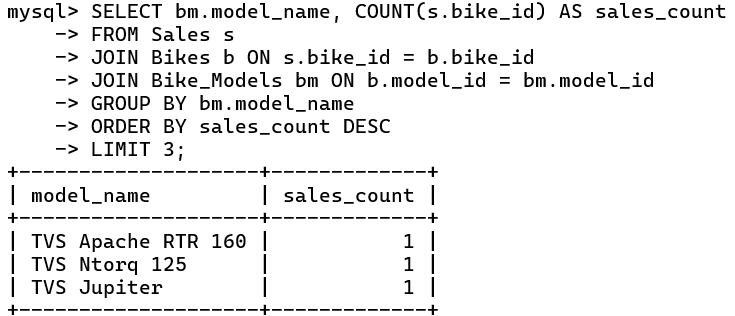 mysql> SELECT bm.model_name, COUNT(s.bike_id) AS sales_count
    -> FROM Sales s
    -> JOIN Bikes b ON s.bike_id = b.bike_id
    -> JOIN Bike_Models bm ON b.model_id = bm.model_id
    -> GROUP BY bm.model_name
    -> ORDER BY sales_count DESC
    -> LIMIT 3;
+--------------------+-------------+
| model_name         | sales_count |
+--------------------+-------------+
| TVS Apache RTR 160 |           1 |
| TVS Ntorq 125      |           1 |
| TVS Jupiter        |           1 |
+--------------------+-------------+